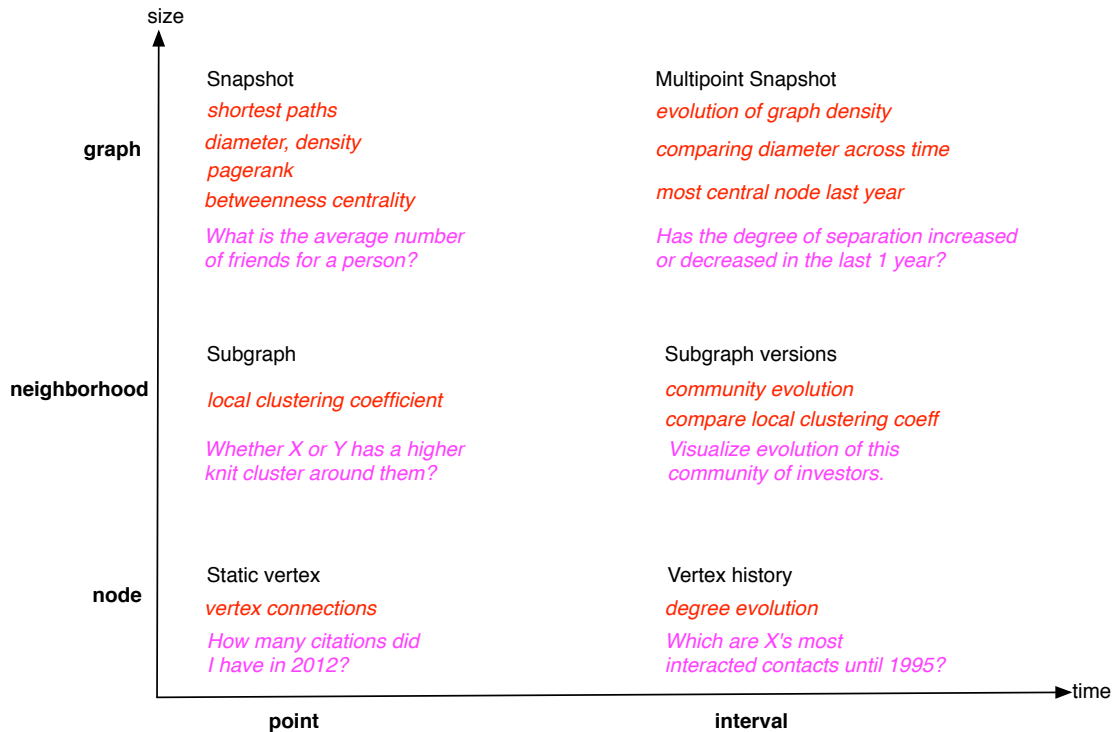 size
Snapshot
shortest paths
diameter, density
pagerank
betweenness centrality
What is the average number
of friends for a person?
Multipoint Snapshot
evolution of graph density
comparing diameter across time
most central node last year
Has the degree of separation increased
or decreased in the last 1 year?
graph
Subgraph
local clustering coefficient
Whether X or Y has a higher
knit cluster around them?
Subgraph versions
community evolution
compare local clustering coeff
Visualize evolution of this
community of investors.
neighborhood
Static vertex
vertex connections
How many citations did
I have in 2012?
Vertex history
degree evolution
Which are X's most
interacted contacts until 1995?
node
time
point
interval